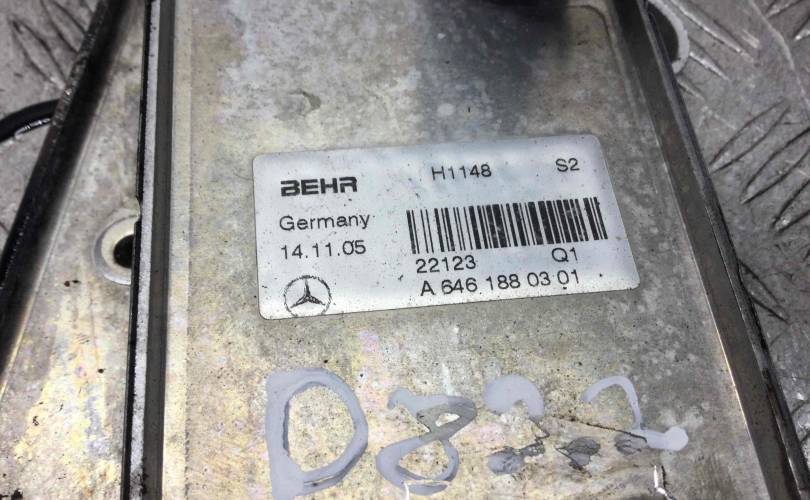 BEHR H1148 S2
Germany
14.11.05
22123 Q1
A 646 188 03 01